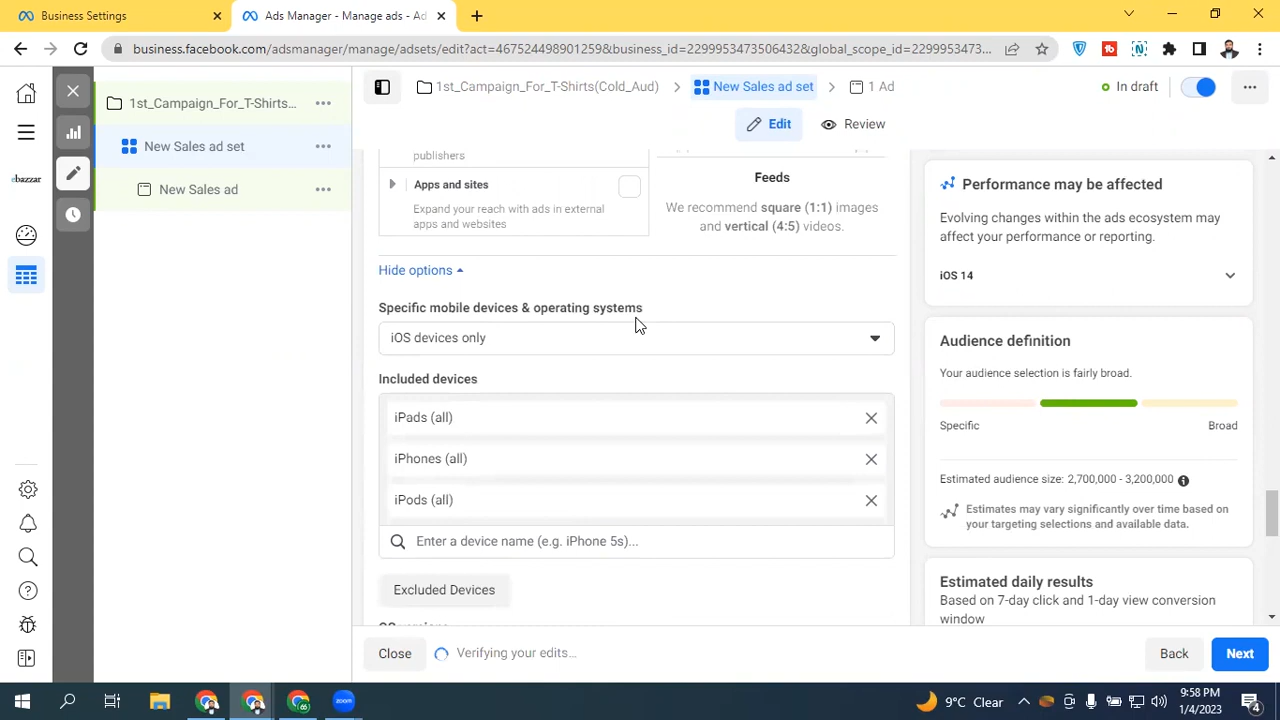 Business Settings
Ads Manager - Manage ads - Ad
business.facebook.com/adsmanager/manage/adsets/edit?act=467524498901259&business_id=2299953473506432&global_scope_id=2299953473...
1st_Campaign_For_T-Shirts...
New Sales ad set
New Sales ad
1st_Campaign_For_T-Shirts(Cold_Aud)
New Sales ad set
1 Ad
In draft
Edit
Review
ebazzar
publishers
Apps and sites
Expand your reach with ads in external
apps and websites
Feeds
We recommend square (1:1) images
and vertical (4:5) videos.
Hide options
Specific mobile devices & operating systems
iOS devices only
Included devices
iPads (all)
iPhones (all)
iPods (all)
Enter a device name (e.g. iPhone 5s)...
Excluded Devices
OS versions
Performance may be affected
Evolving changes within the ads ecosystem may
affect your performance or reporting.
iOS 14
Audience definition
Your audience selection is fairly broad.
Specific
Broad
Estimated audience size: 2,700,000 - 3,200,000
Estimates may vary significantly over time based on
your targeting selections and available data.
Estimated daily results
Based on 7-day click and 1-day view conversion
window
Close
Verifying your edits...
Back
Next
zoom
9°C Clear
9:58 PM
1/4/2023
4